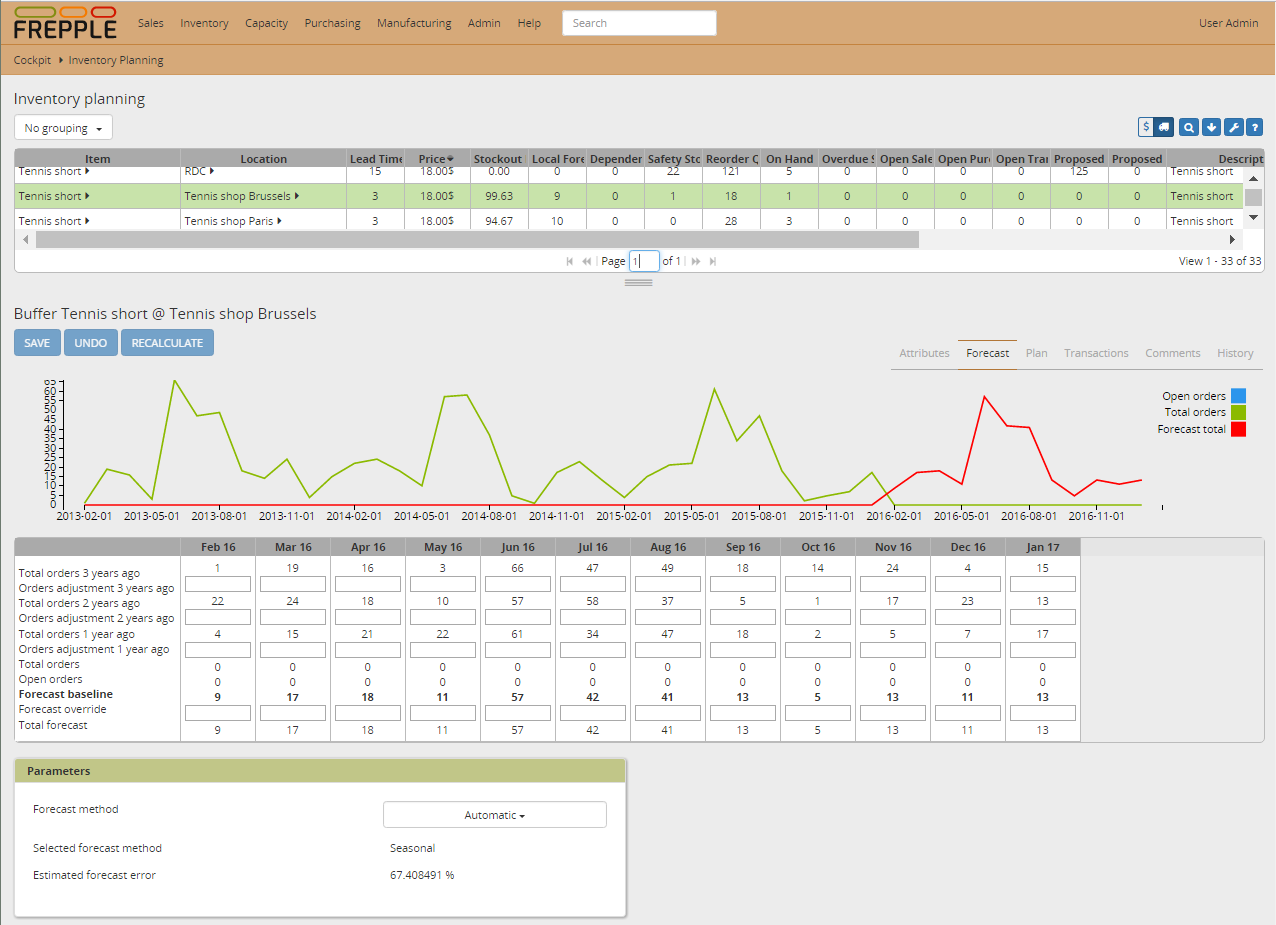 FREPPLE Sales Inventory Capacity Purchasing Manufacturing Admin Help Search User Admin
Cockpit Inventory Planning
Inventory planning
No grouping $ ?
Item Location Lead Time Price Stockout Local Fore Depender Safety Sto Reorder Q On Hand Overdue S Open Sale Open Pur Open Trar Proposed Proposed Descript
Tennis short RDC 15 18.00$ 0.00 0 0 22 121 5 0 0 0 0 125 0 Tennis short
Tennis short Tennis shop Brussels 3 18.00$ 99.63 9 0 1 18 1 0 0 0 0 0 0 Tennis short
Tennis short Tennis shop Paris 3 18.00$ 94.67 10 0 0 28 3 0 0 0 0 0 0 Tennis short
Page 1 of 1 View 1 - 33 of 33
Buffer Tennis short @ Tennis shop Brussels
SAVE UNDO RECALCULATE
Attributes Forecast Plan Transactions Comments History
65
60
55
50
45
40
35
30
25
20
15
10
5
0
Open orders
Total orders
Forecast total
2013-02-01 2013-05-01 2013-08-01 2013-11-01 2014-02-01 2014-05-01 2014-08-01 2014-11-01 2015-02-01 2015-05-01 2015-08-01 2015-11-01 2016-02-01 2016-05-01 2016-08-01 2016-11-01
Feb 16 Mar 16 Apr 16 May 16 Jun 16 Jul 16 Aug 16 Sep 16 Oct 16 Nov 16 Dec 16 Jan 17
Total orders 3 years ago 1 19 16 3 66 47 49 18 14 24 4 15
Orders adjustment 3 years ago
Total orders 2 years ago 22 24 18 10 57 58 37 5 1 17 23 13
Orders adjustment 2 years ago
Total orders 1 year ago 4 15 21 22 61 34 47 18 2 5 7 17
Orders adjustment 1 year ago
Total orders 0 0 0 0 0 0 0 0 0 0 0 0
Open orders 0 0 0 0 0 0 0 0 0 0 0 0
Forecast baseline 9 17 18 11 57 42 41 13 5 13 11 13
Forecast override
Total forecast 9 17 18 11 57 42 41 13 5 13 11 13
Parameters
Forecast method Automatic
Selected forecast method Seasonal
Estimated forecast error 67.408491 %